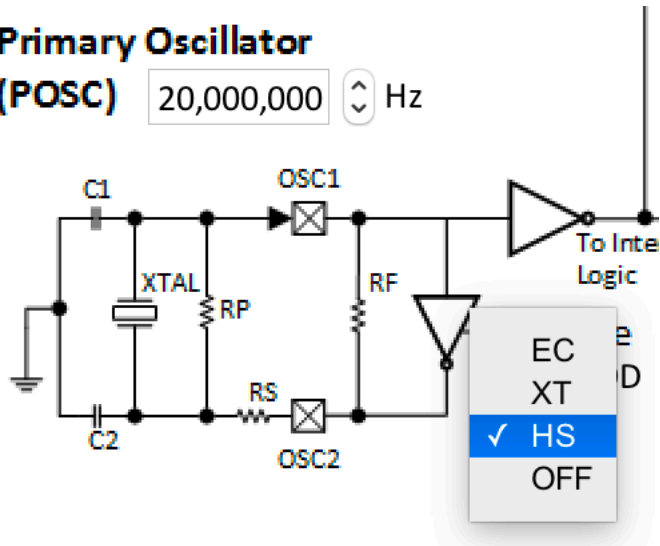 Primary Oscillator
(POSC) 20,000,000 Hz
C1
OSC1
XTAL
RP
RF
To Inte
Logic
RS
C2
OSC2
e
OD
EC
XT
✓ HS
OFF